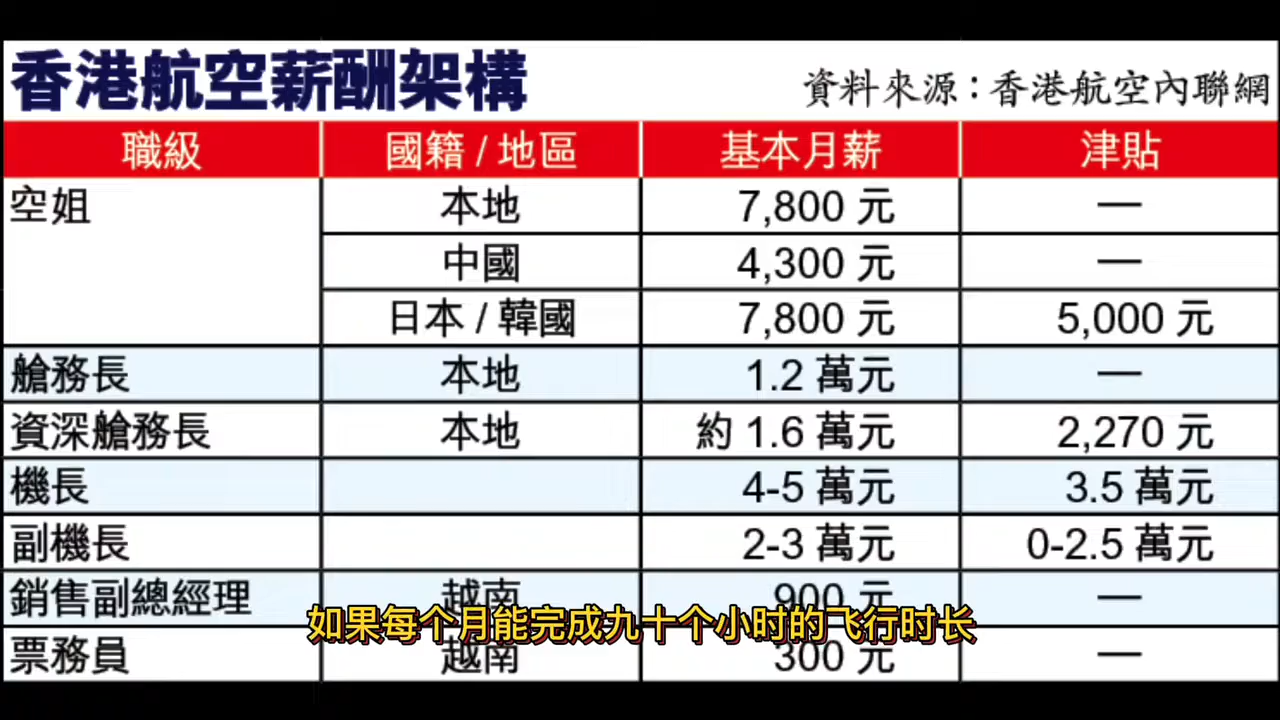 香港航空薪酬架構
資料來源：香港航空內聯網
職級 國籍 / 地區 基本月薪 津貼
空姐 本地 7,800 元 —
中國 4,300 元 —
日本 / 韓國 7,800 元 5,000 元
艙務長 本地 1.2 萬元 —
資深艙務長 本地 約 1.6 萬元 2,270 元
機長 4-5 萬元 3.5 萬元
副機長 2-3 萬元 0-2.5 萬元
銷售副總經理 越南 900 元 —
如果每个月能完成九十个小时的飞行时长
票務員 越南 300 元 —